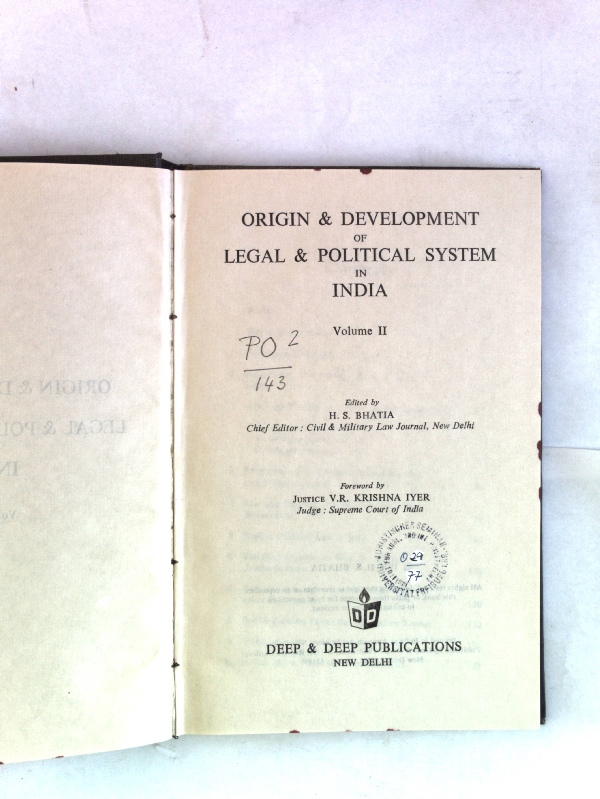 ORIGIN & DEVELOPMENT
OF
LEGAL & POLITICAL SYSTEM
IN
INDIA
Volume II
PO 2
143
Edited by
H. S. BHATIA
Chief Editor : Civil & Military Law Journal, New Delhi
Foreword by
JUSTICE V.R. KRISHNA IYER
Judge : Supreme Court of India
029
77
DD
DEEP & DEEP PUBLICATIONS
NEW DELHI